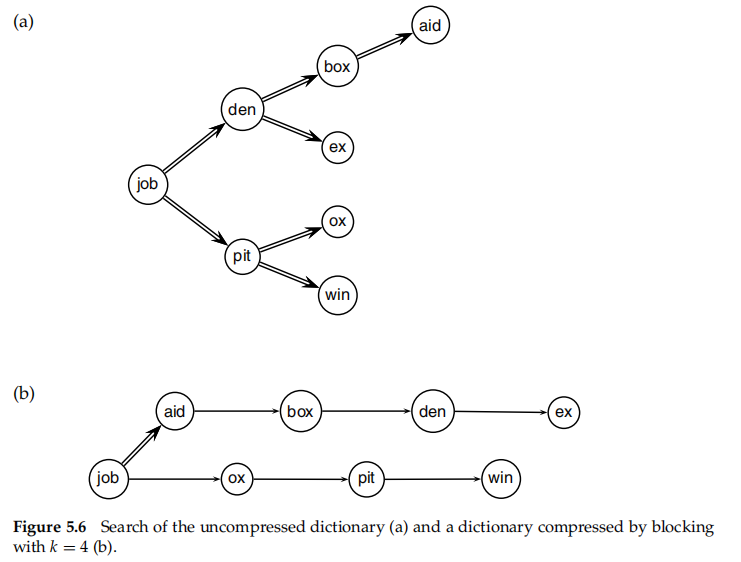 (a)
aid
box
den
ex
job
ox
pit
win
(b)
aid box den ex
job ox pit win
Figure 5.6 Search of the uncompressed dictionary (a) and a dictionary compressed by blocking
with k = 4 (b).